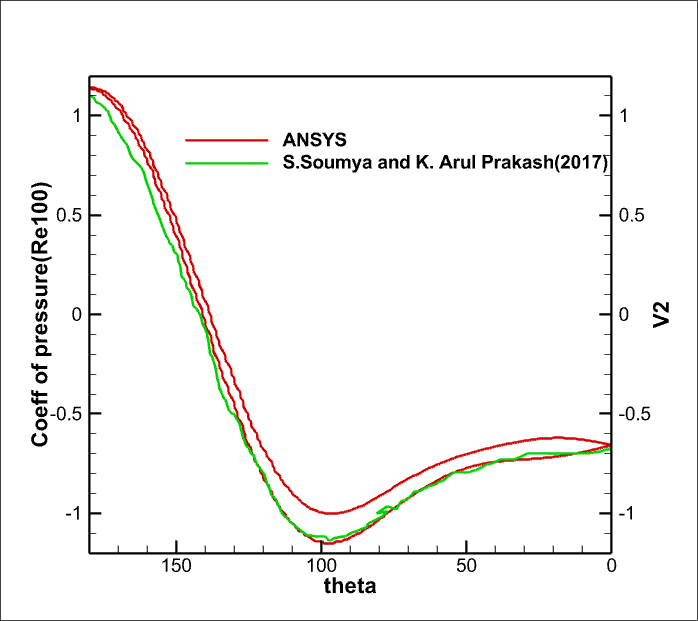 ANSYS
S.Soumya and K. Arul Prakash(2017)
Coeff of pressure(Re100)
1
0.5
0
-0.5
-1
V2
1
0.5
0
-0.5
-1
150
100
50
0
theta